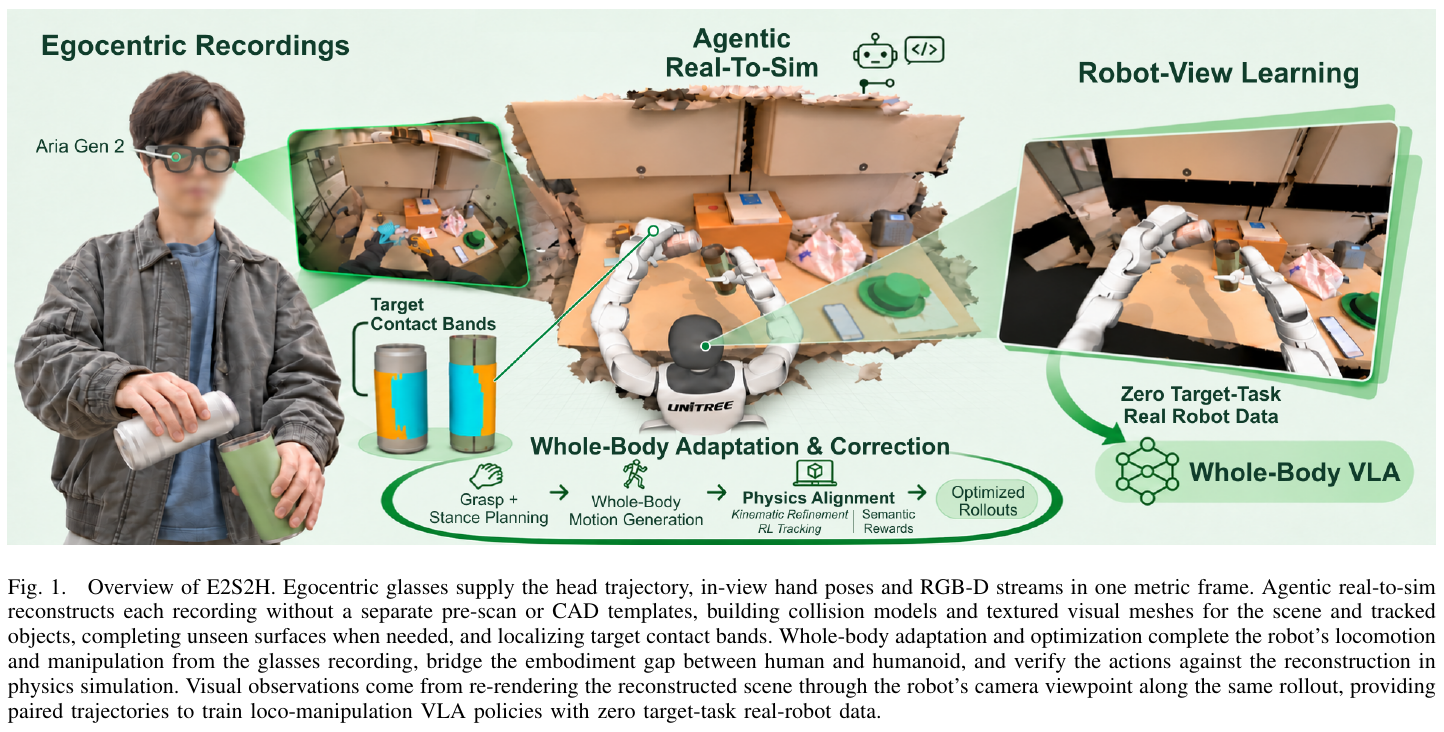 Egocentric Recordings
Aria Gen 2
Agentic
Real-To-Sim
</>
Robot-View Learning
Target
Contact Bands
UNITREE
Zero Target-Task
Real Robot Data
Whole-Body VLA
Whole-Body Adaptation & Correction
Grasp +
Stance Planning
Whole-Body
Motion Generation
Physics Alignment
Kinematic Refinement
RL Tracking
Semantic
Rewards
Optimized
Rollouts
Fig. 1. Overview of E2S2H. Egocentric glasses supply the head trajectory, in-view hand poses and RGB-D streams in one metric frame. Agentic real-to-sim
reconstructs each recording without a separate pre-scan or CAD templates, building collision models and textured visual meshes for the scene and tracked
objects, completing unseen surfaces when needed, and localizing target contact bands. Whole-body adaptation and optimization complete the robot's locomotion
and manipulation from the glasses recording, bridge the embodiment gap between human and humanoid, and verify the actions against the reconstruction in
physics simulation. Visual observations come from re-rendering the reconstructed scene through the robot's camera viewpoint along the same rollout, providing
paired trajectories to train loco-manipulation VLA policies with zero target-task real-robot data.